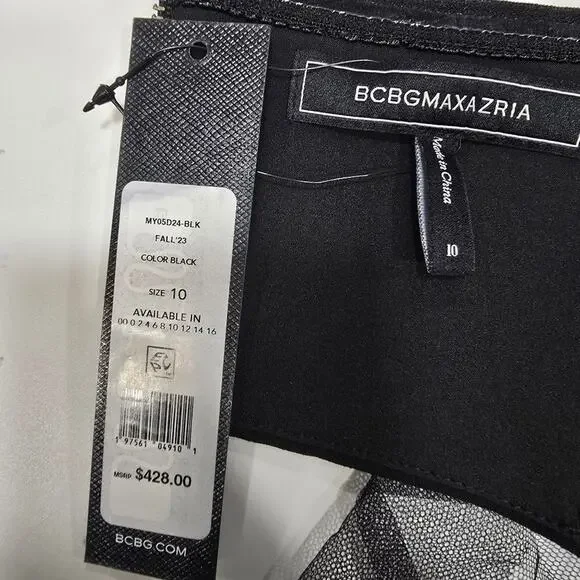 MY05D24-BLK
FALL'23
COLOR BLACK
SIZE 10
AVAILABLE IN
00 0 2 4 6 8 10 12 14 16
1 97561 04910 1
MSRP $428.00
BCBG.COM
BCBGMAXAZRIA
Made in China
10